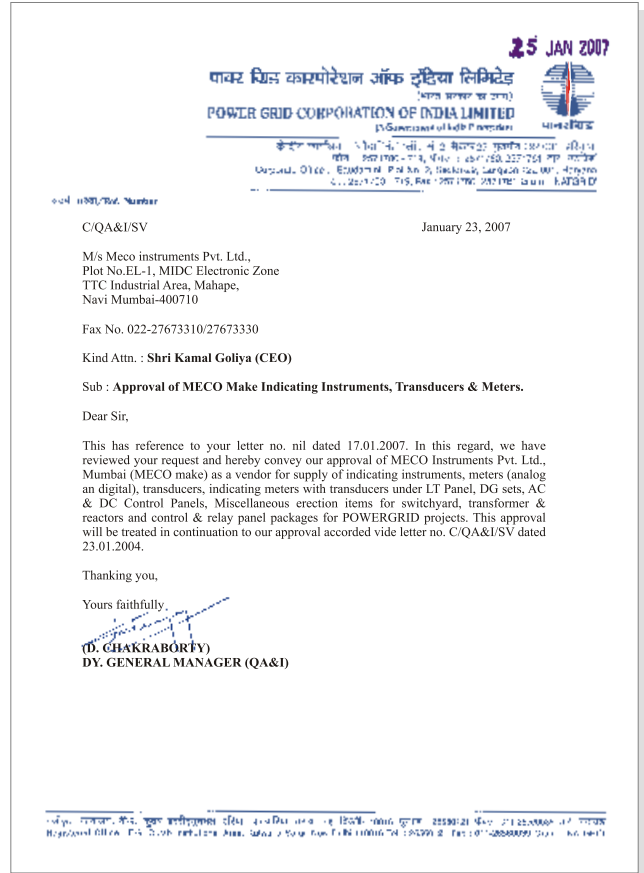 25 JAN 2007
पावर ग्रिड कारपोरेशन ऑफ इंडिया लिमिटेड
POWER GRID CORPORATION OF INDIA LIMITED
C/QA&I/SV January 23, 2007
M/s Meco instruments Pvt. Ltd.,
Plot No.EL-1, MIDC Electronic Zone
TTC Industrial Area, Mahape,
Navi Mumbai-400710
Fax No. 022-27673310/27673330
Kind Attn. : Shri Kamal Goliya (CEO)
Sub : Approval of MECO Make Indicating Instruments, Transducers & Meters.
Dear Sir,
This has reference to your letter no. nil dated 17.01.2007. In this regard, we have
reviewed your request and hereby convey our approval of MECO Instruments Pvt. Ltd.,
Mumbai (MECO make) as a vendor for supply of indicating instruments, meters (analog
an digital), transducers, indicating meters with transducers under LT Panel, DG sets, AC
& DC Control Panels, Miscellaneous erection items for switchyard, transformer &
reactors and control & relay panel packages for POWERGRID projects. This approval
will be treated in continuation to our approval accorded vide letter no. C/QA&I/SV dated
23.01.2004.
Thanking you,
Yours faithfully
(D. CHAKRABORTY)
DY. GENERAL MANAGER (QA&I)